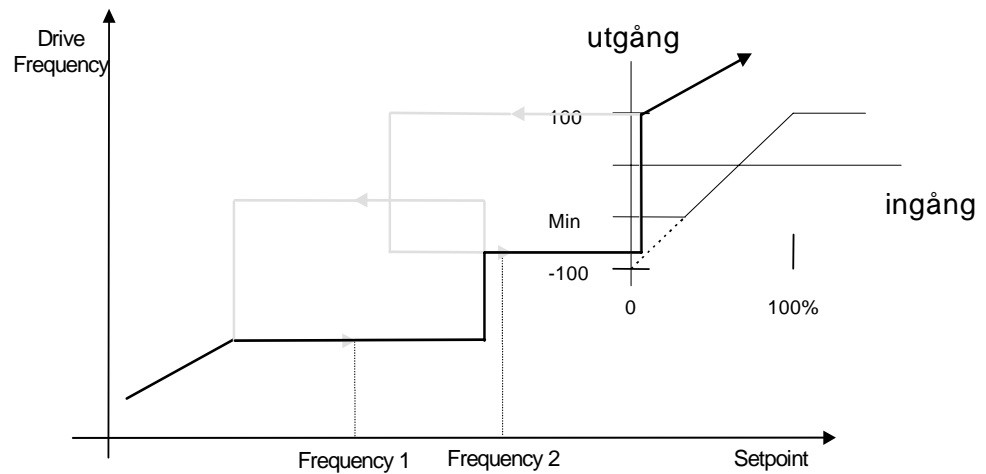 Drive
Frequency
utgång
100
ingång
Min
-100
0
100%
Frequency 1
Frequency 2
Setpoint